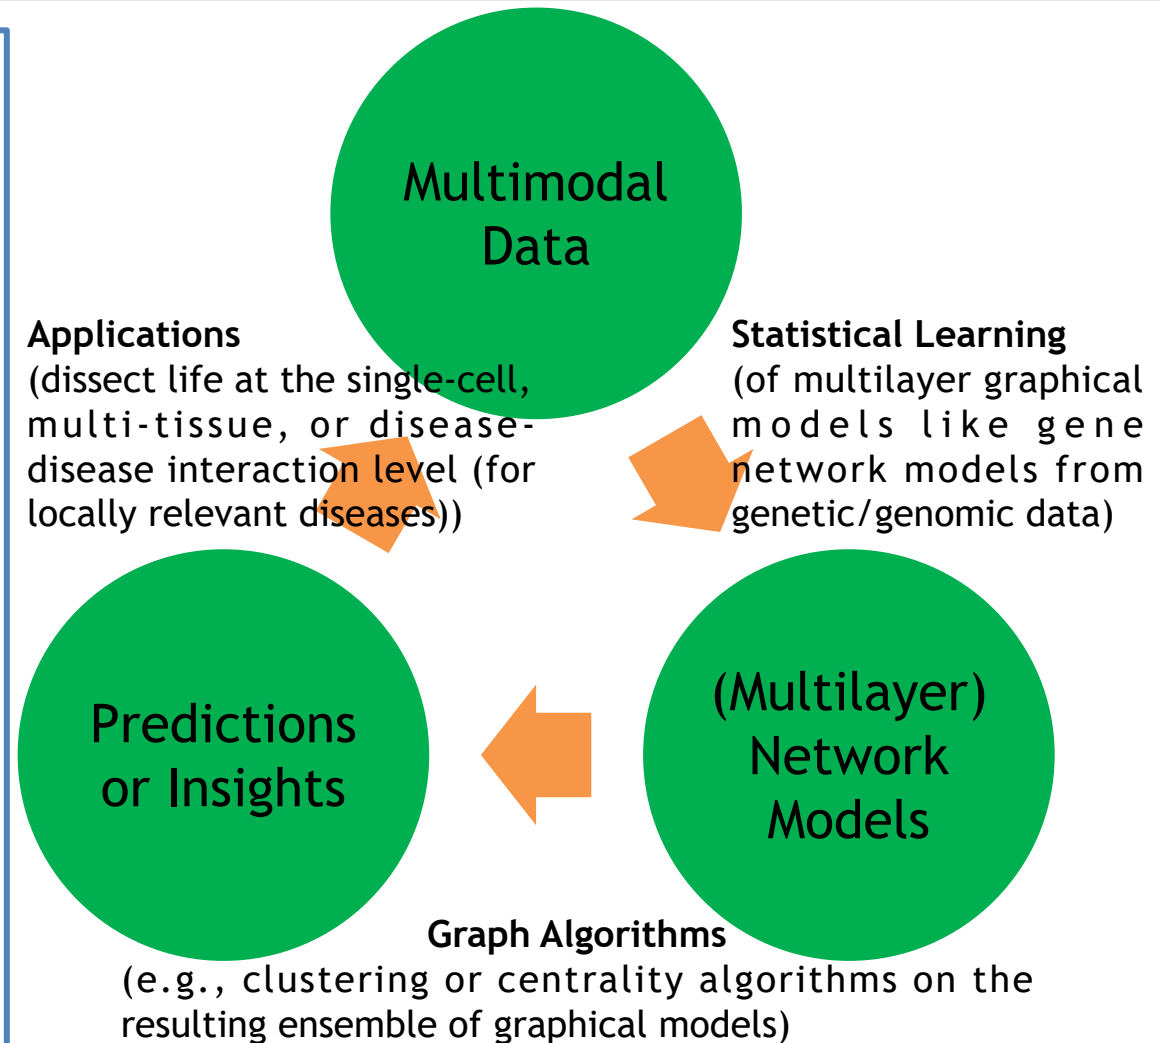 Multimodal
Data
Applications
(dissect life at the single-cell,
multi-tissue, or disease-
disease interaction level (for
locally relevant diseases))
Statistical Learning
(of multilayer graphical
models like gene
network models from
genetic/genomic data)
Predictions
or Insights
(Multilayer)
Network
Models
Graph Algorithms
(e.g., clustering or centrality algorithms on the
resulting ensemble of graphical models)